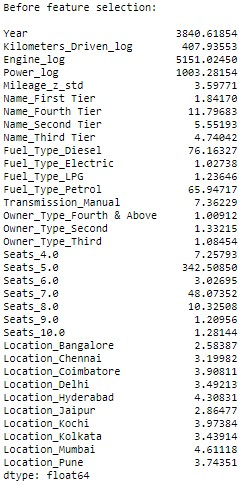 Before feature selection:
Year 3840.61854
Kilometers_Driven_log 407.93553
Engine_log 5151.02450
Power_log 1003.28154
Mileage_z_std 3.59771
Name_First Tier 1.84170
Name_Fourth Tier 11.79683
Name_Second Tier 5.55193
Name_Third Tier 4.74042
Fuel_Type_Diesel 76.16327
Fuel_Type_Electric 1.02738
Fuel_Type_LPG 1.23646
Fuel_Type_Petrol 65.94717
Transmission_Manual 7.36229
Owner_Type_Fourth & Above 1.00912
Owner_Type_Second 1.33215
Owner_Type_Third 1.08454
Seats_4.0 7.25793
Seats_5.0 342.50850
Seats_6.0 3.02695
Seats_7.0 48.07352
Seats_8.0 10.32508
Seats_9.0 1.20956
Seats_10.0 1.28144
Location_Bangalore 2.58387
Location_Chennai 3.19982
Location_Coimbatore 3.90811
Location_Delhi 3.49213
Location_Hyderabad 4.30831
Location_Jaipur 2.86477
Location_Kochi 3.97384
Location_Kolkata 3.43914
Location_Mumbai 4.61118
Location_Pune 3.74351
dtype: float64